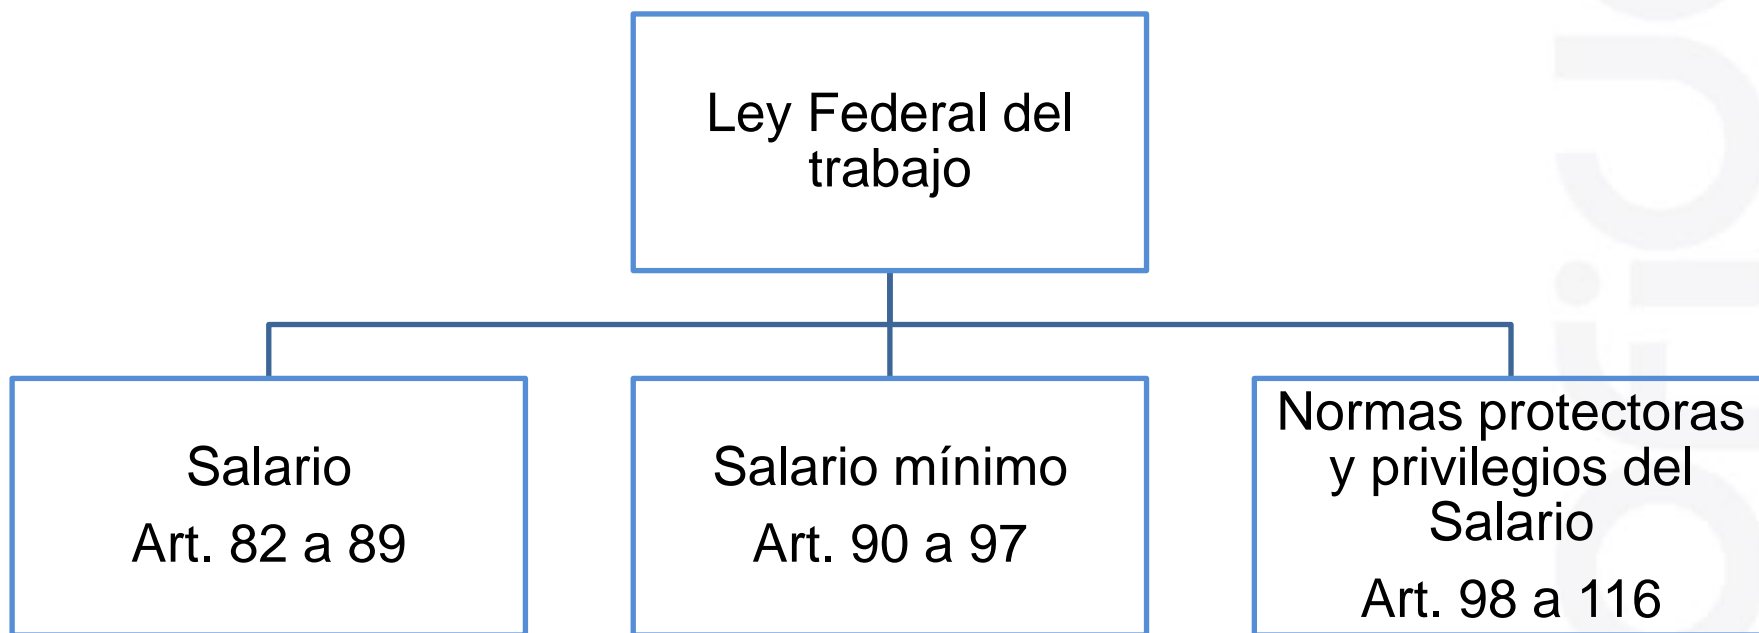 Ley Federal del
trabajo
Salario
Art. 82 a 89
Salario mínimo
Art. 90 a 97
Normas protectoras
y privilegios del
Salario
Art. 98 a 116